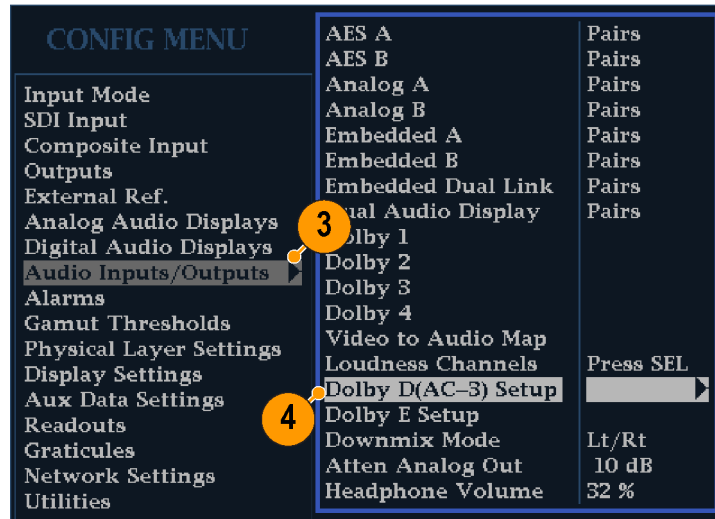 CONFIG MENU
Input Mode
SDI Input
Composite Input
Outputs
External Ref.
Analog Audio Displays
Digital Audio Displays
Audio Inputs/Outputs
Alarms
Gamut Thresholds
Physical Layer Settings
Display Settings
Aux Data Settings
Readouts
Graticules
Network Settings
Utilities
3
4
AES A Pairs
AES B Pairs
Analog A Pairs
Analog B Pairs
Embedded A Pairs
Embedded B Pairs
Embedded Dual Link Pairs
ual Audio Display Pairs
olby 1
Dolby 2
Dolby 3
Dolby 4
Video to Audio Map
Loudness Channels Press SEL
Dolby D(AC–3) Setup
Dolby E Setup
Downmix Mode Lt/Rt
Atten Analog Out 10 dB
Headphone Volume 32 %